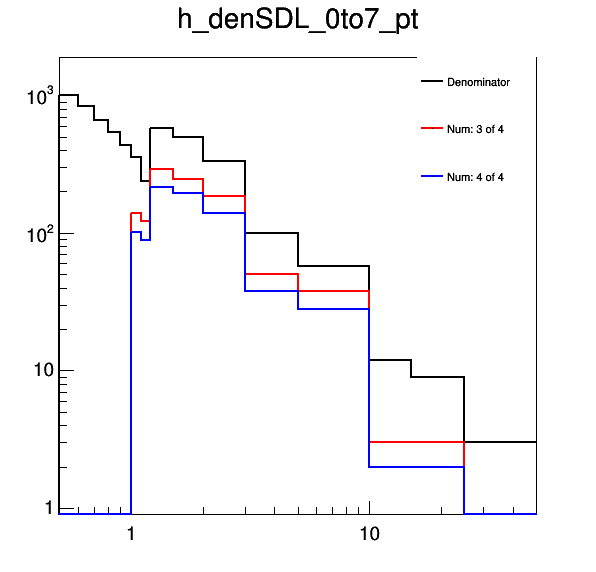 h_denSDL_0to7_pt
10³
Denominator
Num: 3 of 4
Num: 4 of 4
10²
10
1
1 10